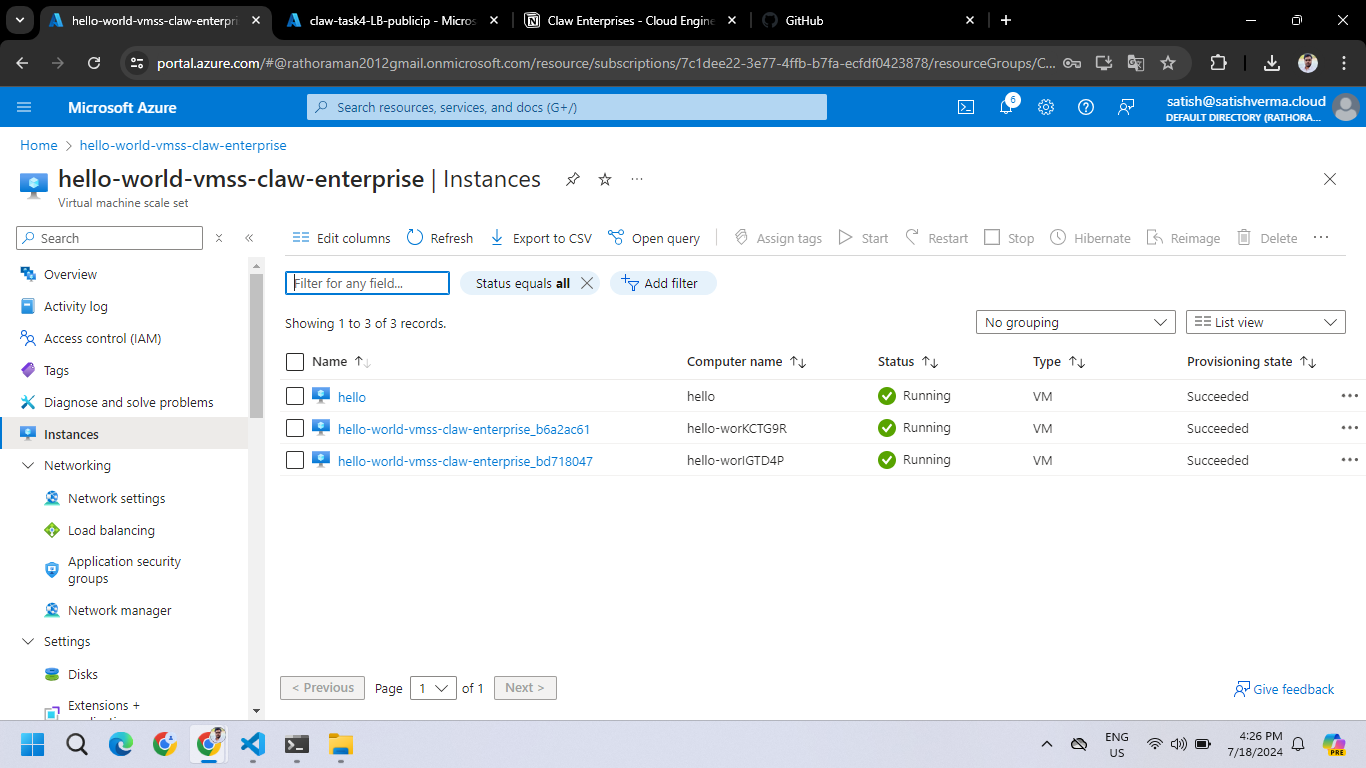 hello-world-vmss-claw-enterpri
claw-task4-LB-publicip - Micros
Claw Enterprises - Cloud Engine
GitHub
portal.azure.com/#@rathoraman2012gmail.onmicrosoft.com/resource/subscriptions/7c1dee22-3e77-4ffb-b7fa-ecfdf0423878/resourceGroups/C...
Microsoft Azure
Search resources, services, and docs (G+/)
6
satish@satishverma.cloud
DEFAULT DIRECTORY (RATHORA...
Home > hello-world-vmss-claw-enterprise
hello-world-vmss-claw-enterprise | Instances
Virtual machine scale set
Search
Edit columns Refresh Export to CSV Open query Assign tags Start Restart Stop Hibernate Reimage Delete
Overview
Activity log
Access control (IAM)
Tags
Diagnose and solve problems
Instances
Networking
Network settings
Load balancing
Application security
groups
Network manager
Settings
Disks
Extensions +
Filter for any field...
Status equals all
Add filter
Showing 1 to 3 of 3 records.
No grouping
List view
Name Computer name Status Type Provisioning state
hello hello Running VM Succeeded
hello-world-vmss-claw-enterprise_b6a2ac61 hello-worKCTG9R Running VM Succeeded
hello-world-vmss-claw-enterprise_bd718047 hello-worIGTD4P Running VM Succeeded
< Previous Page 1 of 1 Next >
Give feedback
ENG
US
4:26 PM
7/18/2024
PRE